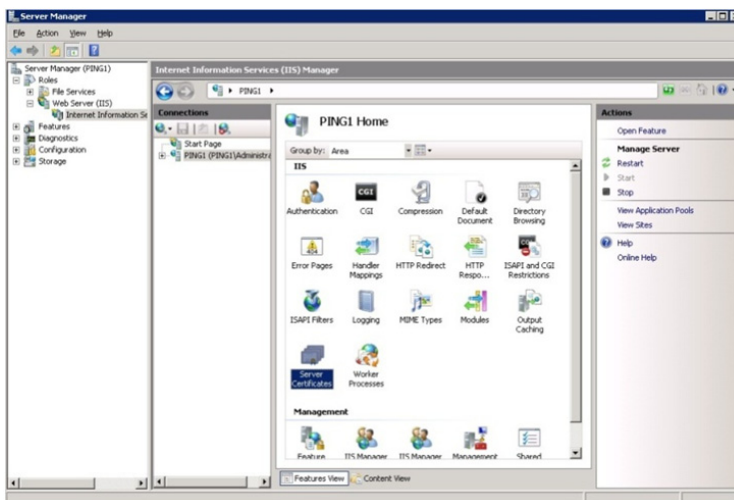 Server Manager
File Action View Help
Server Manager (PING1)
Roles
File Services
Web Server (IIS)
Internet Information Se
Features
Diagnostics
Configuration
Storage
Internet Information Services (IIS) Manager
PING1
Connections
Start Page
PING1 (PING1\Administra
PING1 Home
Group by: Area
IIS
Authentication
CGI
Compression
Default Document
Directory Browsing
Error Pages
Handler Mappings
HTTP Redirect
HTTP Respo...
ISAPI and CGI Restrictions
ISAPI Filters
Logging
MIME Types
Modules
Output Caching
Server Certificates
Worker Processes
Management
Feature
IIS Manager
IIS Manager
Management
Shared
Features View
Content View
Actions
Open Feature
Manage Server
Restart
Start
Stop
View Application Pools
View Sites
Help
Online Help